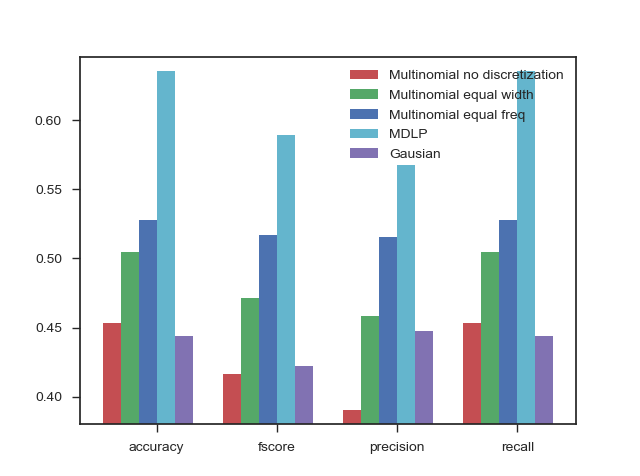 Multinomial no discretization
Multinomial equal width
Multinomial equal freq
MDLP
Gausian
0.60
0.55
0.50
0.45
0.40
accuracy fscore precision recall